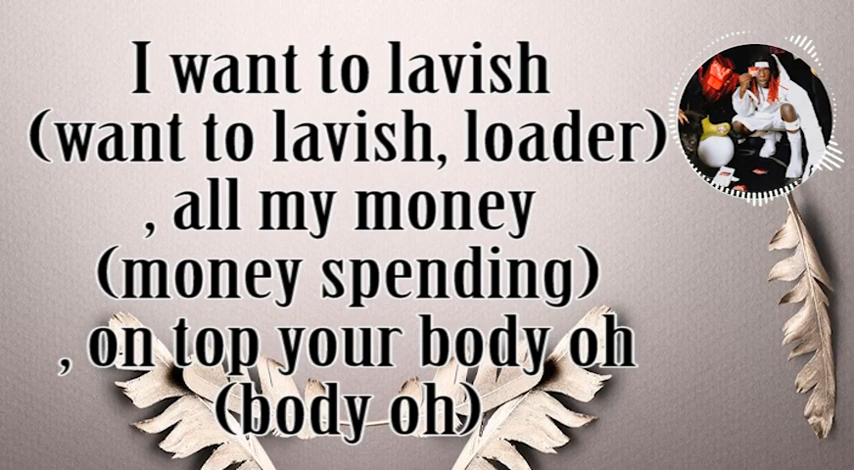 I want to lavish
(want to lavish, loader)
, all my money
(money spending)
, on top your body oh
(body oh)